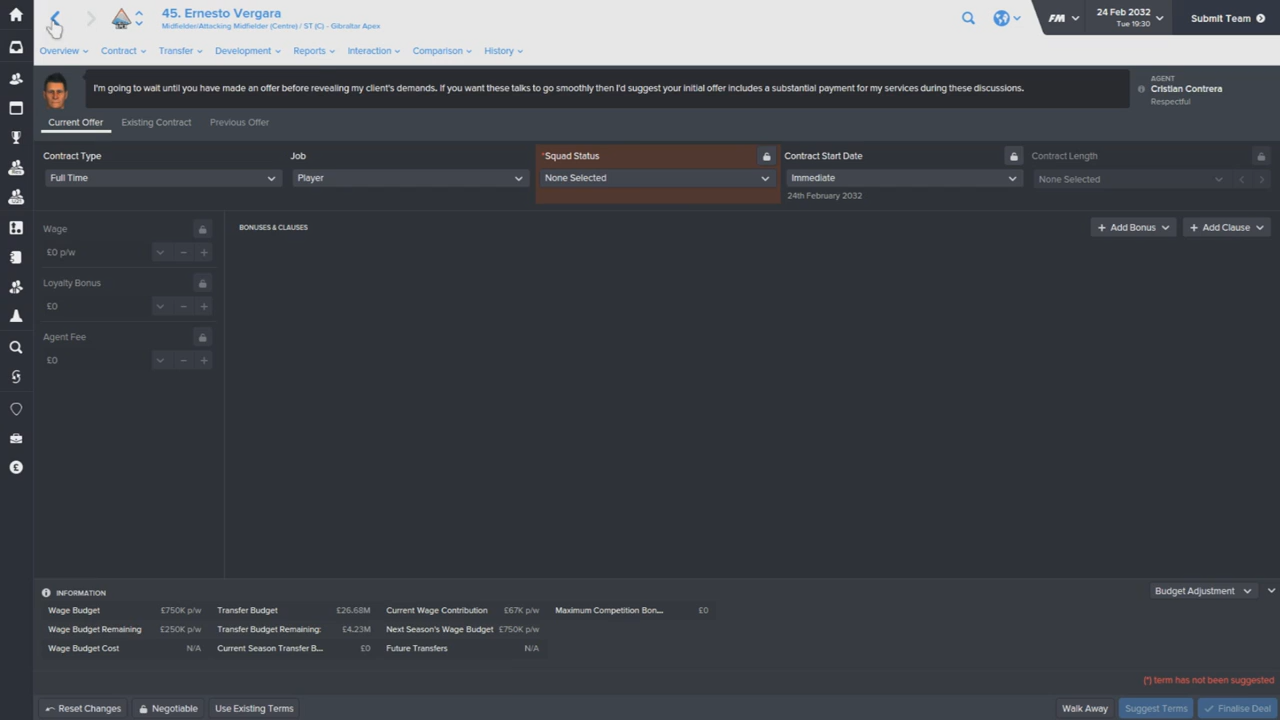 45. Ernesto Vergara
Midfielder/Attacking Midfielder (Centre) / ST (C) - Gibraltar Apex
FM
24 Feb 2032
Tue 19:30
Submit Team
Overview
Contract
Transfer
Development
Reports
Interaction
Comparison
History
I'm going to wait until you have made an offer before revealing my client's demands. If you want these talks to go smoothly then I'd suggest your initial offer includes a substantial payment for my services during these discussions.
AGENT
Cristian Contrera
Respectful
Current Offer
Existing Contract
Previous Offer
Contract Type
Full Time
Job
Player
*Squad Status
None Selected
Contract Start Date
Immediate
24th February 2032
Contract Length
None Selected
Wage
£0 p/w
Loyalty Bonus
£0
Agent Fee
£0
BONUSES & CLAUSES
+ Add Bonus
+ Add Clause
INFORMATION
Budget Adjustment
Wage Budget £750K p/w
Transfer Budget £26.68M
Current Wage Contribution £67K p/w
Maximum Competition Bon... £0
Wage Budget Remaining £250K p/w
Transfer Budget Remaining: £4.23M
Next Season's Wage Budget £750K p/w
Wage Budget Cost N/A
Current Season Transfer B... £0
Future Transfers N/A
(*) term has not been suggested
Reset Changes
Negotiable
Use Existing Terms
Walk Away
Suggest Terms
Finalise Deal